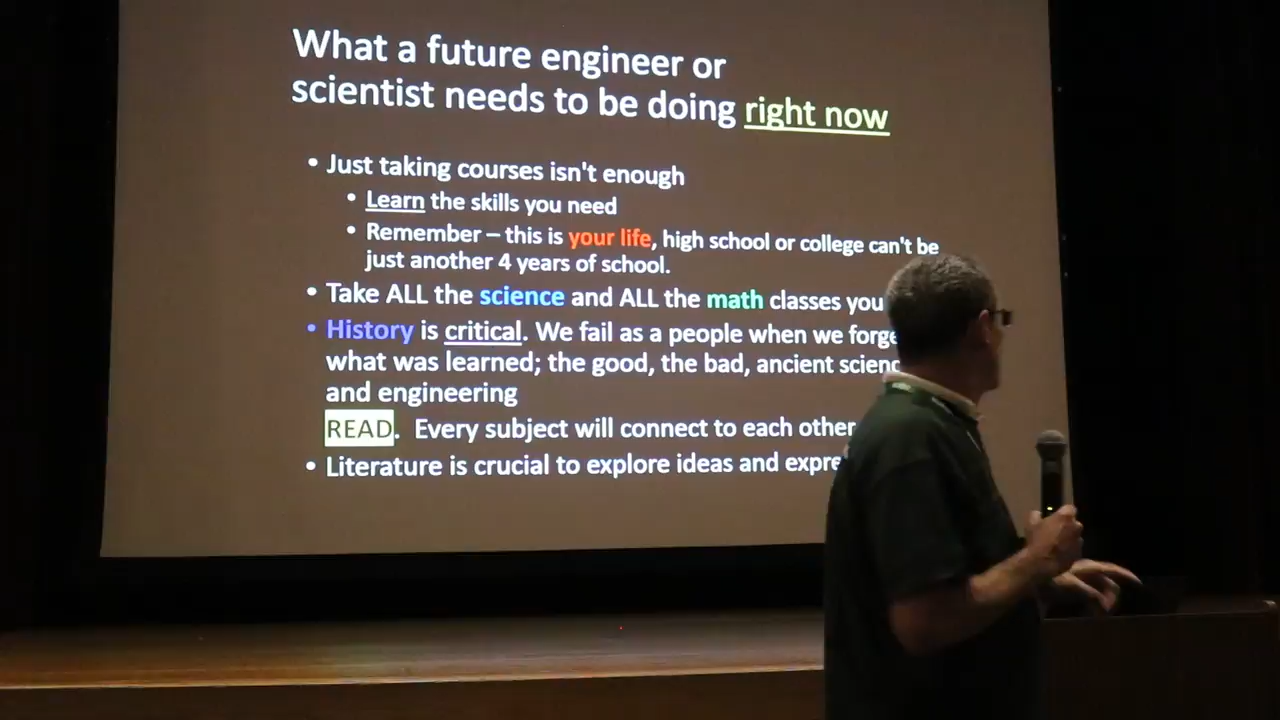 What a future engineer or
scientist needs to be doing right now
• Just taking courses isn't enough
• Learn the skills you need
• Remember – this is your life, high school or college can't be
just another 4 years of school.
• Take ALL the science and ALL the math classes you
• History is critical. We fail as a people when we
what was learned; the good, the bad, ancient
and engineering
READ. Every subject will connect to each other
• Literature is crucial to explore ideas and